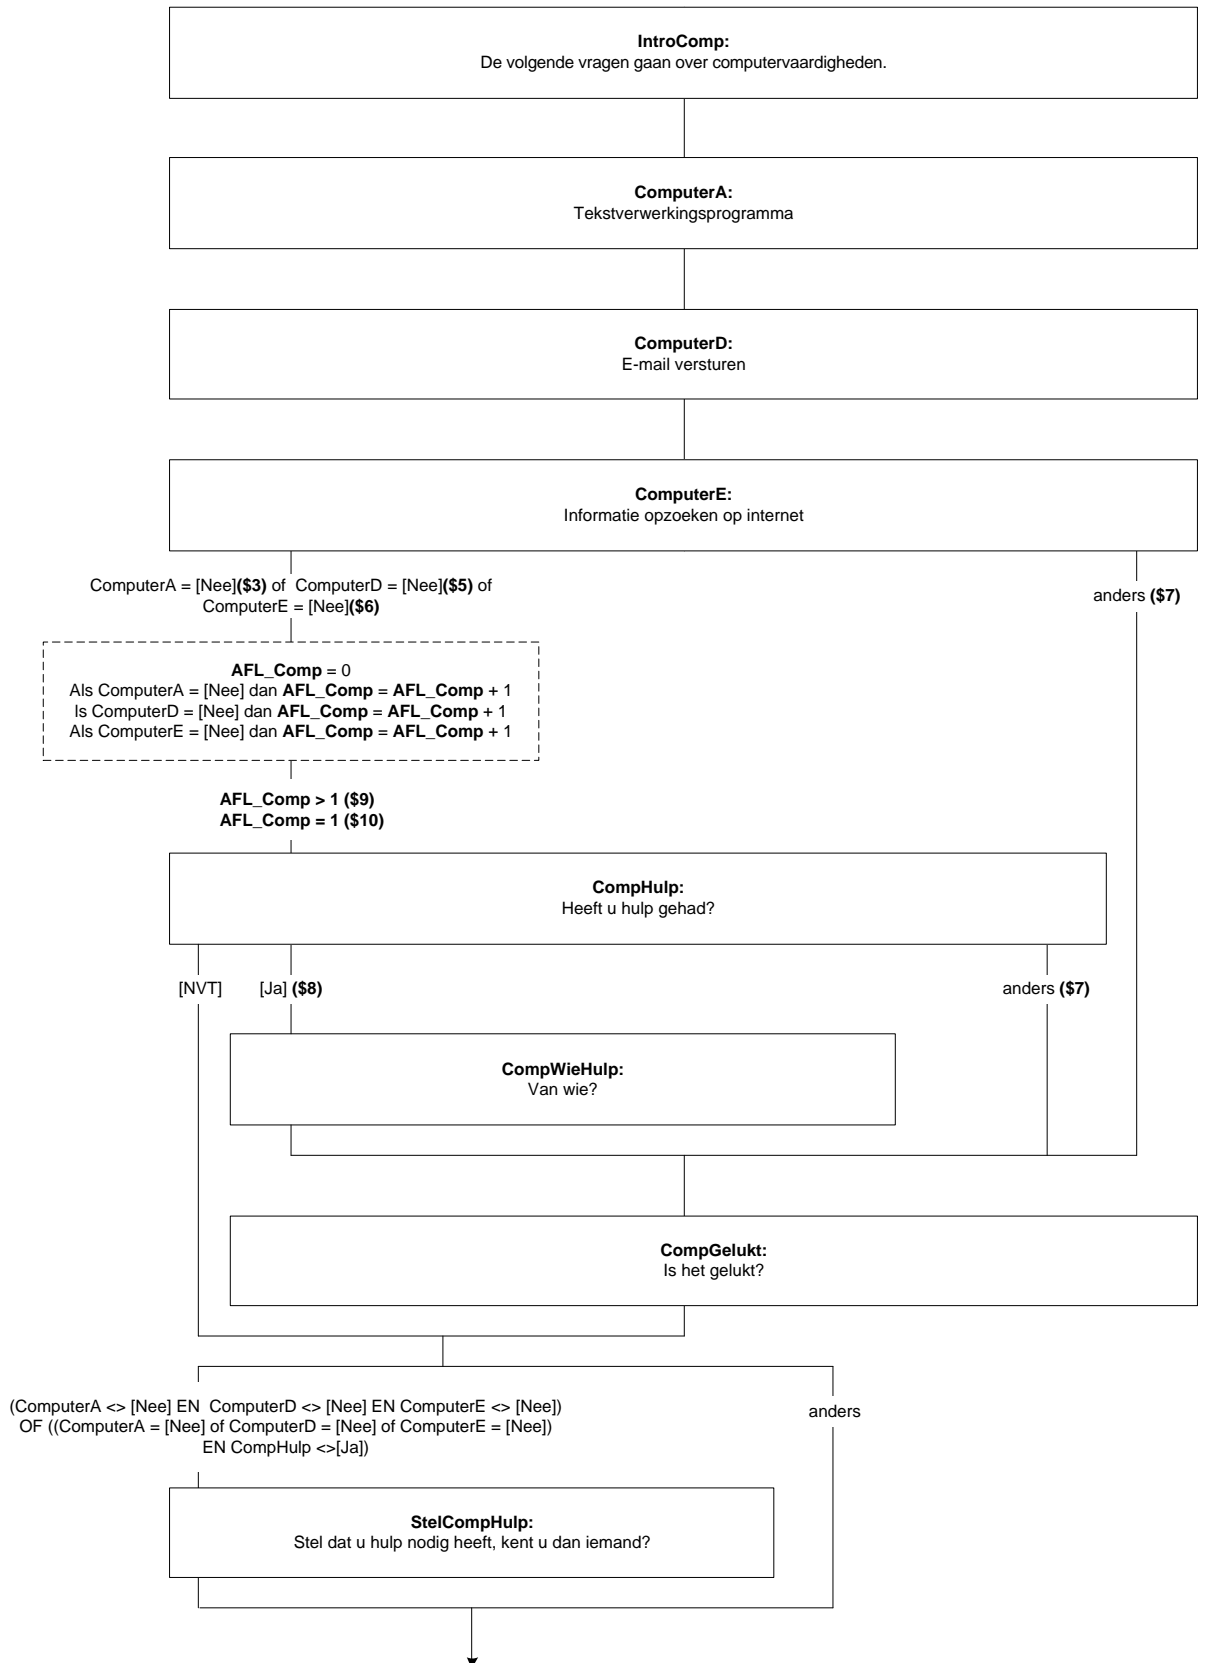 IntroComp:
De volgende vragen gaan over computervaardigheden.
ComputerA:
Tekstverwerkingsprogramma
ComputerD:
E-mail versturen
ComputerE:
Informatie opzoeken op internet
ComputerA = [Nee]($3) of ComputerD = [Nee]($5) of
ComputerE = [Nee]($6)
anders ($7)
AFL_Comp = 0
Als ComputerA = [Nee] dan AFL_Comp = AFL_Comp + 1
ls ComputerD = [Nee] dan AFL_Comp = AFL_Comp + 1
Als ComputerE = [Nee] dan AFL_Comp = AFL_Comp + 1
AFL_Comp > 1 ($9)
AFL_Comp = 1 ($10)
CompHulp:
Heeft u hulp gehad?
[NVT]
[Ja] ($8)
anders ($7)
CompWieHulp:
Van wie?
CompGelukt:
Is het gelukt?
(ComputerA <> [Nee] EN ComputerD <> [Nee] EN ComputerE <> [Nee])
OF ((ComputerA = [Nee] of ComputerD = [Nee] of ComputerE = [Nee])
EN CompHulp <>[Ja])
anders
StelCompHulp:
Stel dat u hulp nodig heeft, kent u dan iemand?